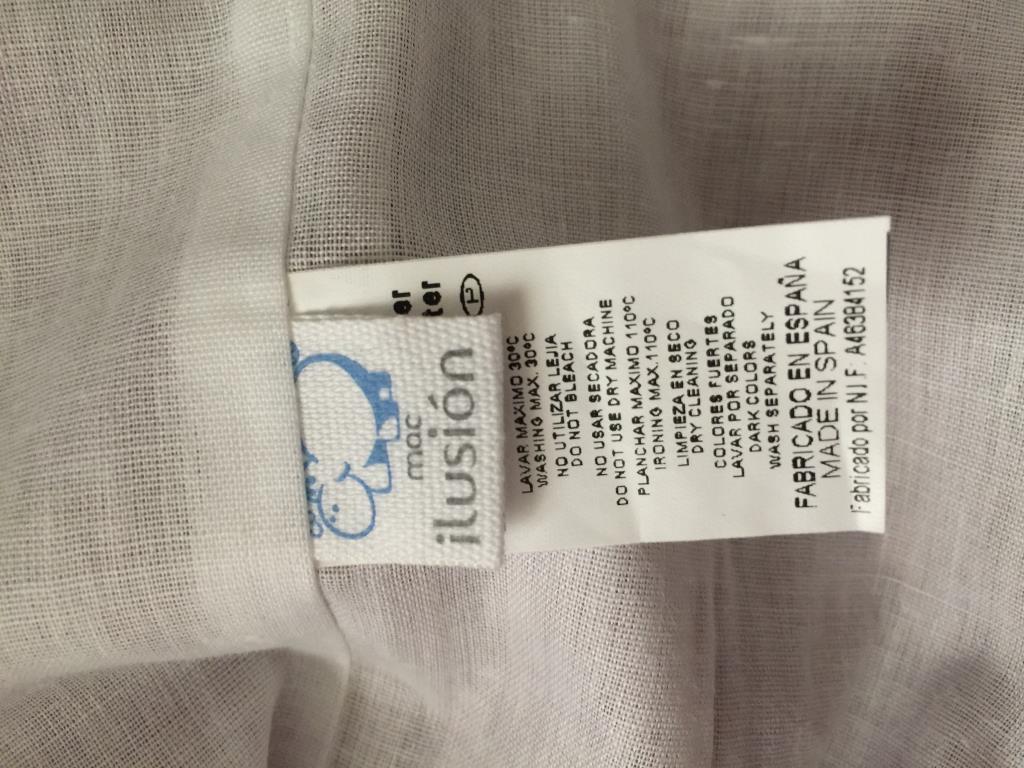 mac
ilusión
er
ter
LAVAR MAXIMO 30ºC
WASHING MAX. 30ºC
NO UTILIZAR LEJIA
DO NOT BLEACH
NO USAR SECADORA
DO NOT USE DRY MACHINE
PLANCHAR MAXIMO 110ºC
IRONING MAX.110ºC
LIMPIEZA EN SECO
DRY CLEANING
COLORES FUERTES
LAVAR POR SEPARADO
DARK COLORS
WASH SEPARATELY
FABRICADO EN ESPAÑA
MADE IN SPAIN
Fabricado por N.I.F: A46384152